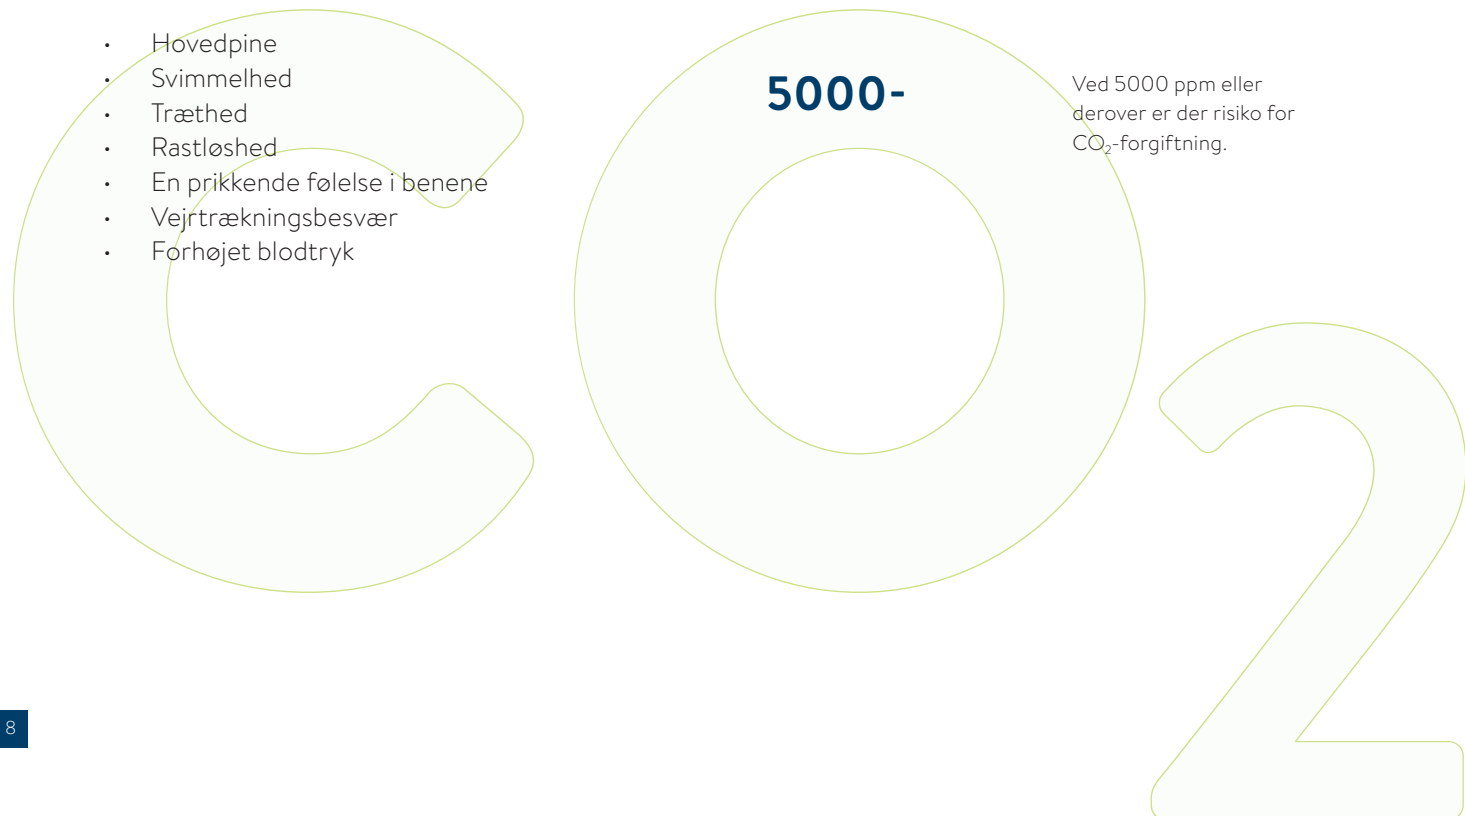 • Hovedpine
• Svimmelhed
• Træthed
• Rastløshed
• En prikkende følelse i benene
• Vejrtrækningsbesvær
• Forhøjet blodtryk
5000-
Ved 5000 ppm eller
derover er der risiko for
CO₂-forgiftning.
CO2
8